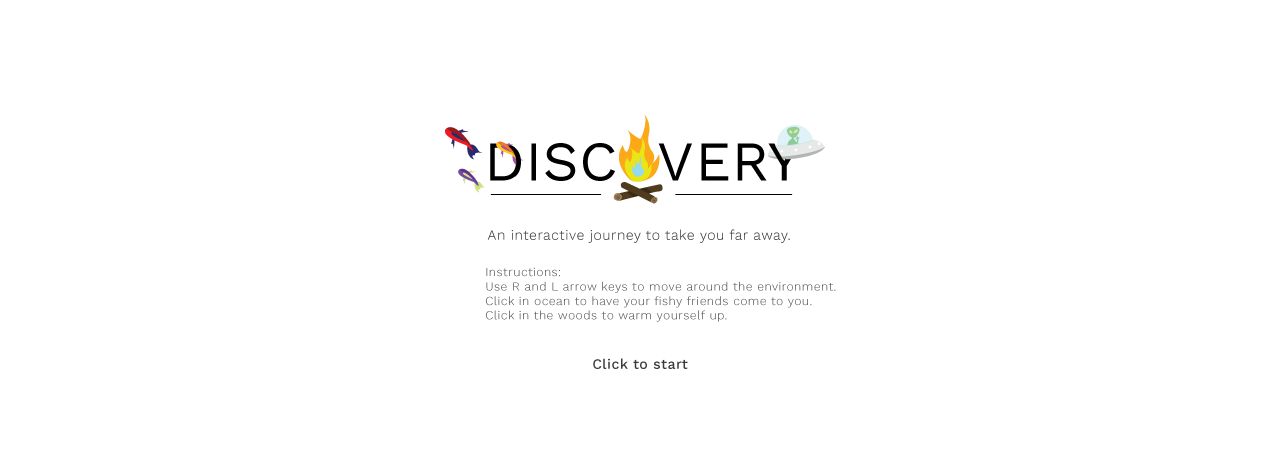 DISCOVERY
An interactive journey to take you far away.
Instructions:
Use R and L arrow keys to move around the environment.
Click in ocean to have your fishy friends come to you.
Click in the woods to warm yourself up.
Click to start